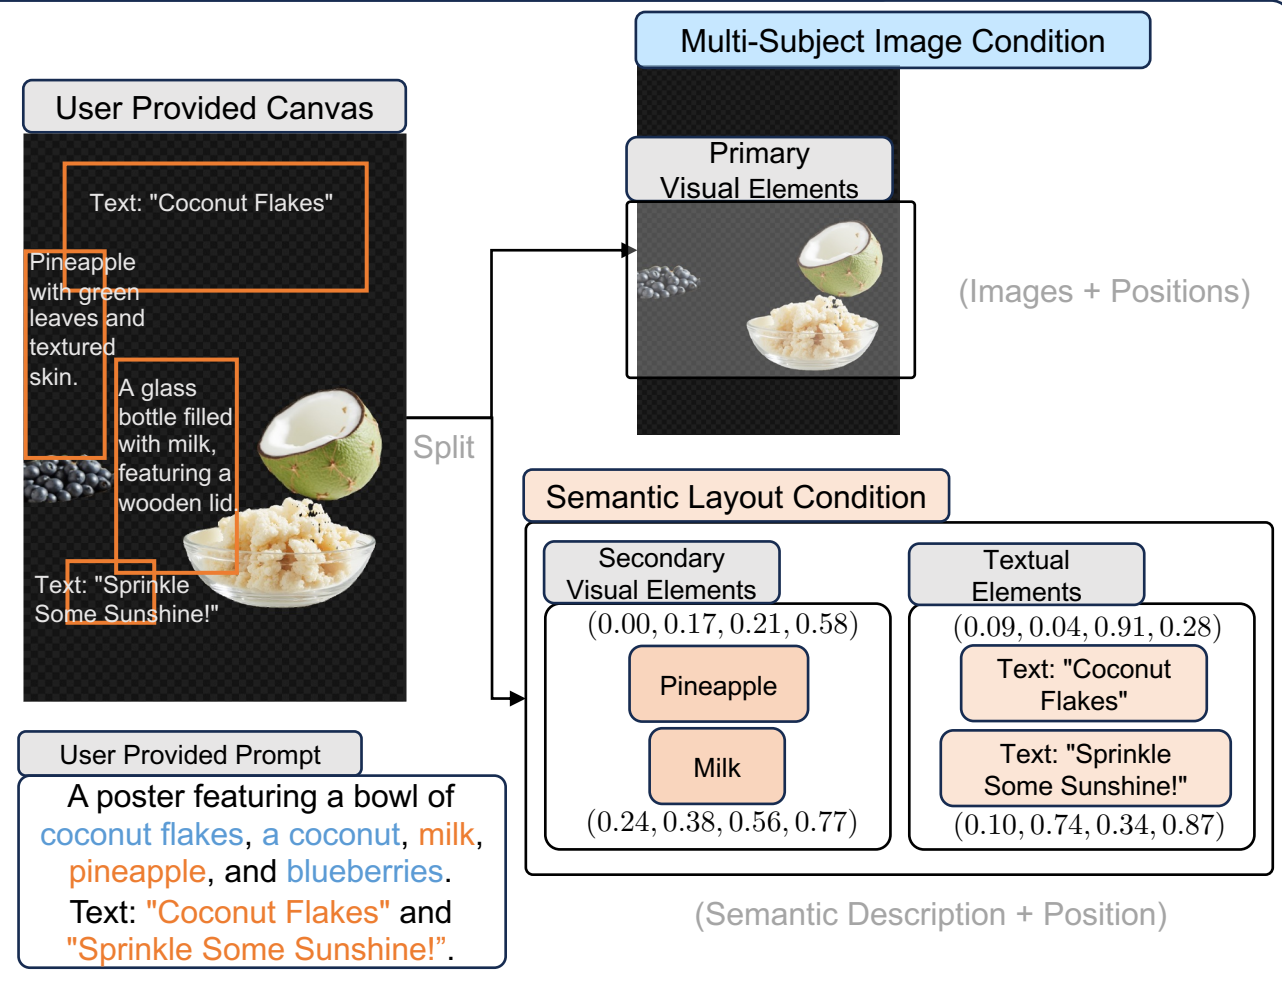 Multi-Subject Image Condition
User Provided Canvas
Text: "Coconut Flakes"
Pineapple
with green
leaves and
textured
skin.
A glass
bottle filled
with milk,
featuring a
wooden lid.
Text: "Sprinkle
Some Sunshine!"
Primary
Visual Elements
(Images + Positions)
Split
Semantic Layout Condition
Secondary
Visual Elements
(0.00, 0.17, 0.21, 0.58)
Pineapple
Milk
(0.24, 0.38, 0.56, 0.77)
Textual
Elements
(0.09, 0.04, 0.91, 0.28)
Text: "Coconut
Flakes"
Text: "Sprinkle
Some Sunshine!"
(0.10, 0.74, 0.34, 0.87)
(Semantic Description + Position)
User Provided Prompt
A poster featuring a bowl of
coconut flakes, a coconut, milk,
pineapple, and blueberries.
Text: "Coconut Flakes" and
"Sprinkle Some Sunshine!”.